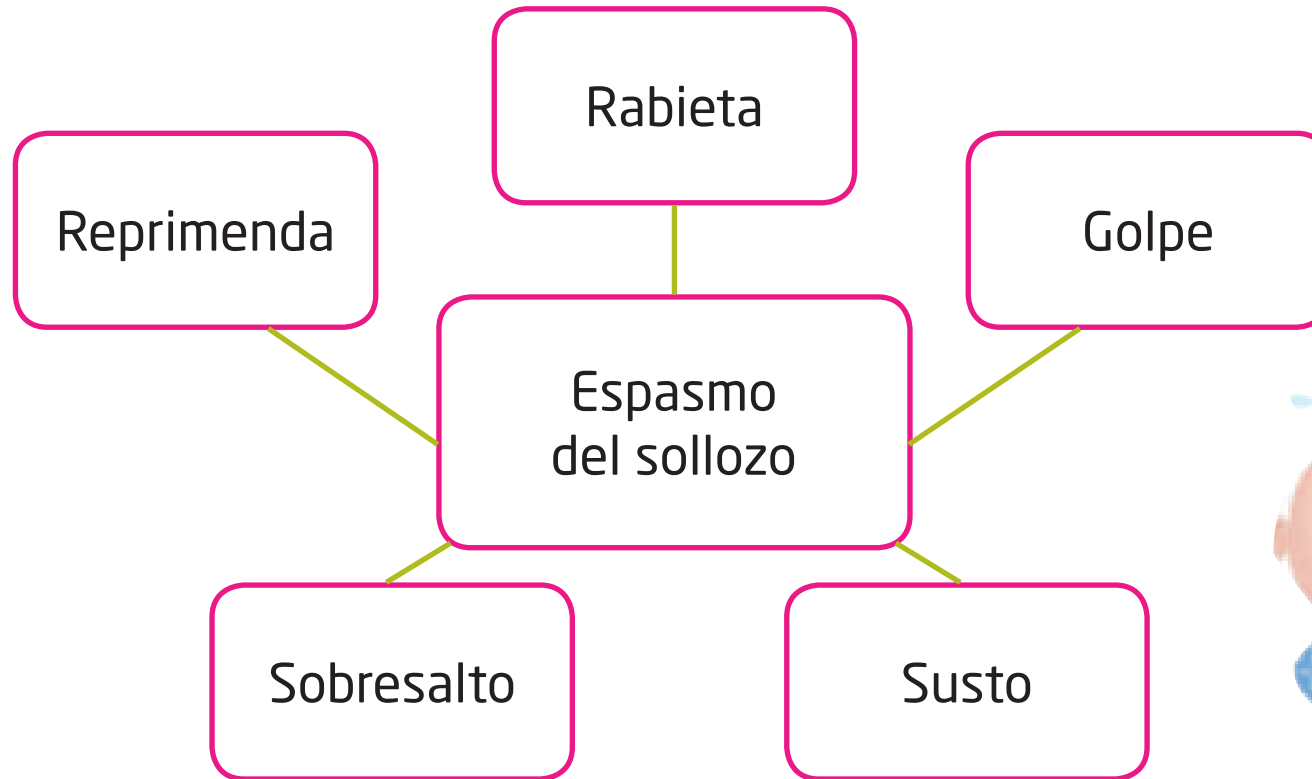 Rabieta
Reprimenda
Golpe
Espasmo
del sollozo
Sobresalto
Susto